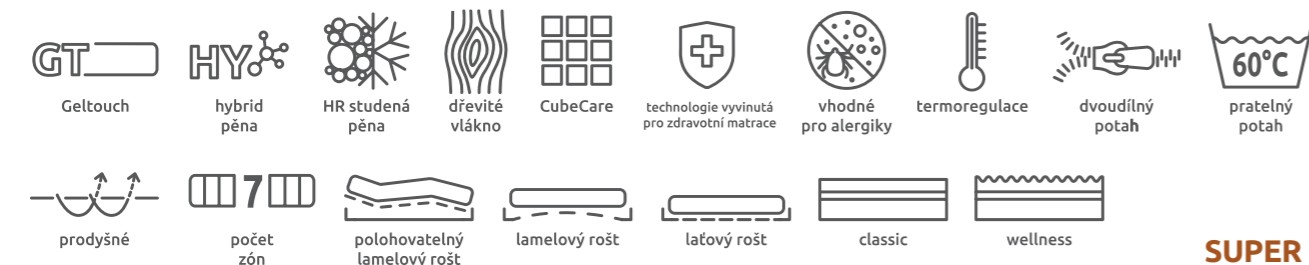 GT
HY
60°C
Geltouch
hybrid
pěna
HR studená
pěna
dřevité
vlákno
CubeCare
technologie vyvinutá
pro zdravotní matrace
vhodné
pro alergiky
termoregulace
dvoudílný
potah
pratelný
potah
7
prodyšné
počet
zón
polohovatelný
lamelový rošt
lamelový rošt
laťový rošt
classic
wellness
SUPER